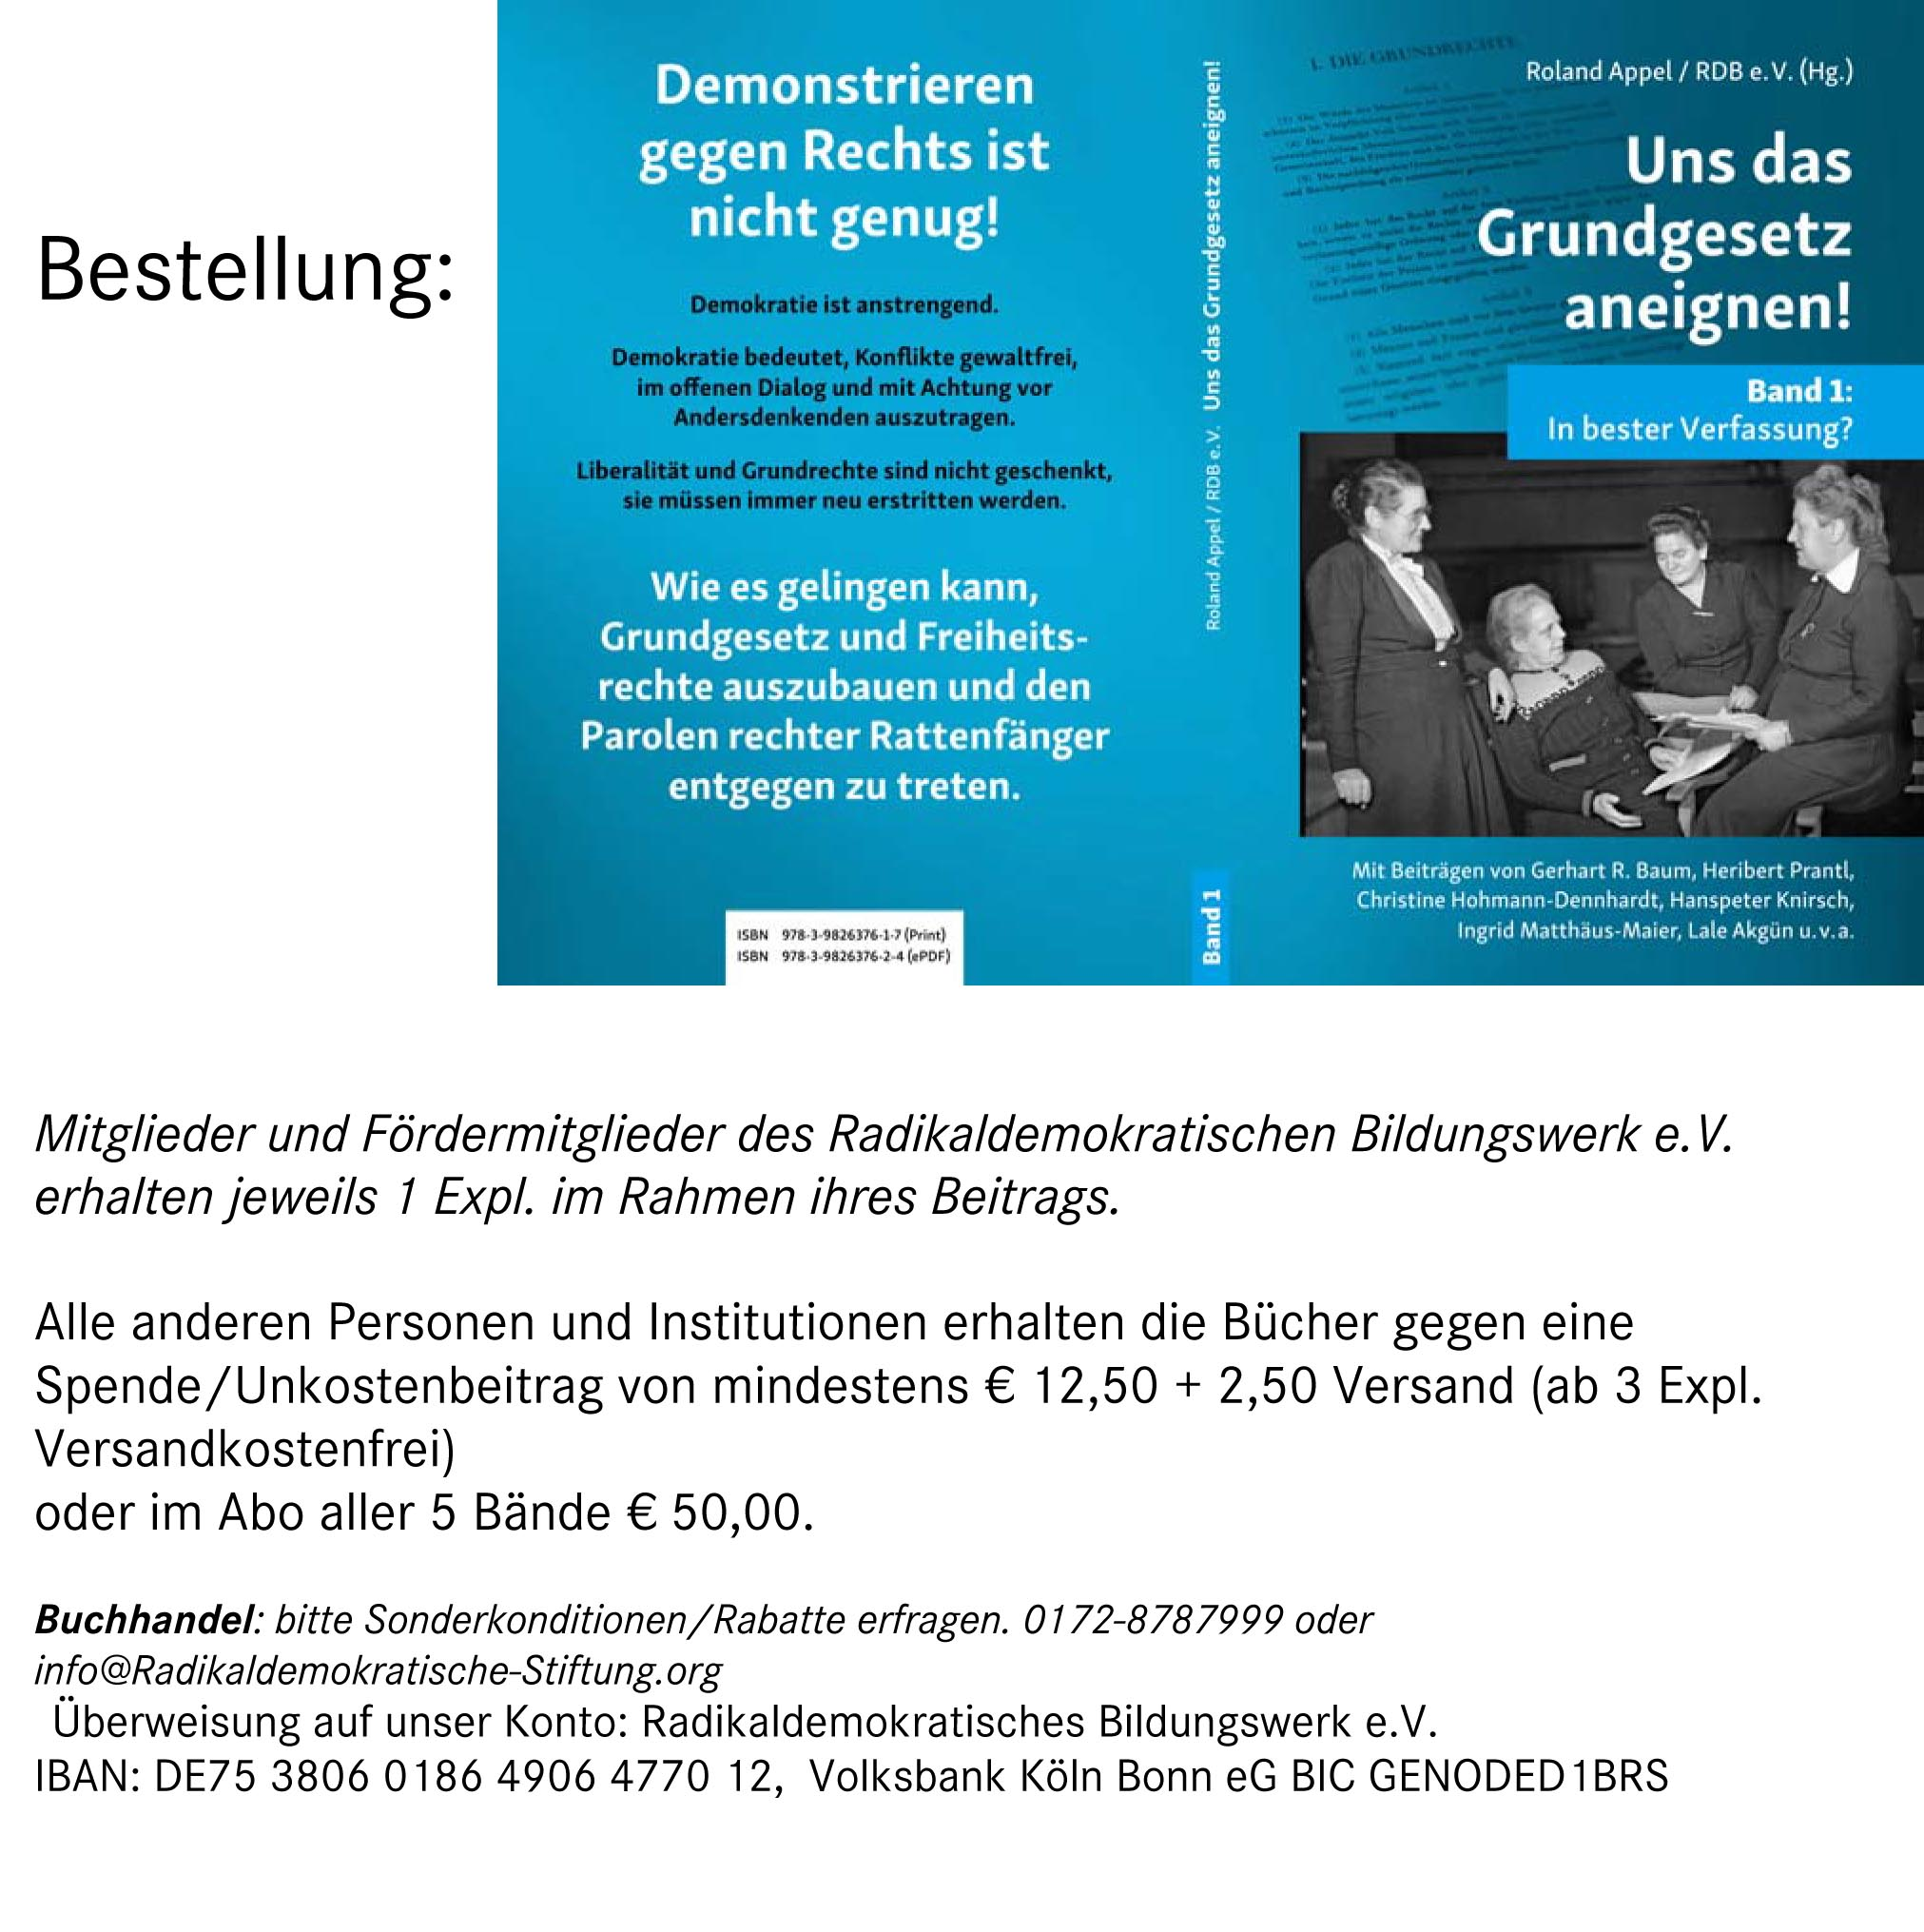 Bestellung:
Demonstrieren
gegen Rechts ist
nicht genug!
Demokratie ist anstrengend.
Demokratie bedeutet, Konflikte gewaltfrei,
im offenen Dialog und mit Achtung vor
Andersdenkenden auszutragen.
Liberalität und Grundrechte sind nicht geschenkt,
sie müssen immer neu erstritten werden.
Wie es gelingen kann,
Grundgesetz und Freiheits-
rechte auszubauen und den
Parolen rechter Rattenfänger
entgegen zu treten.
ISBN 978-3-9826376-1-7 (Print)
ISBN 978-3-9826376-2-4 (ePDF)
Roland Appel / RDB e.V. Uns das Grundgesetz aneignen!
Band 1
I. DIE GRUNDRECHTE
Roland Appel / RDB e.V. (Hg.)
Uns das
Grundgesetz
aneignen!
Band 1:
In bester Verfassung?
Mit Beiträgen von Gerhart R. Baum, Heribert Prantl,
Christine Hohmann-Dennhardt, Hanspeter Knirsch,
Ingrid Matthäus-Maier, Lale Akgün u.v.a.
Mitglieder und Fördermitglieder des Radikaldemokratischen Bildungswerk e.V.
erhalten jeweils 1 Expl. im Rahmen ihres Beitrags.
Alle anderen Personen und Institutionen erhalten die Bücher gegen eine
Spende/Unkostenbeitrag von mindestens € 12,50 + 2,50 Versand (ab 3 Expl.
Versandkostenfrei)
oder im Abo aller 5 Bände € 50,00.
Buchhandel: bitte Sonderkonditionen/Rabatte erfragen. 0172-8787999 oder
info@Radikaldemokratische-Stiftung.org
Überweisung auf unser Konto: Radikaldemokratisches Bildungswerk e.V.
IBAN: DE75 3806 0186 4906 4770 12, Volksbank Köln Bonn eG BIC GENODED1BRS